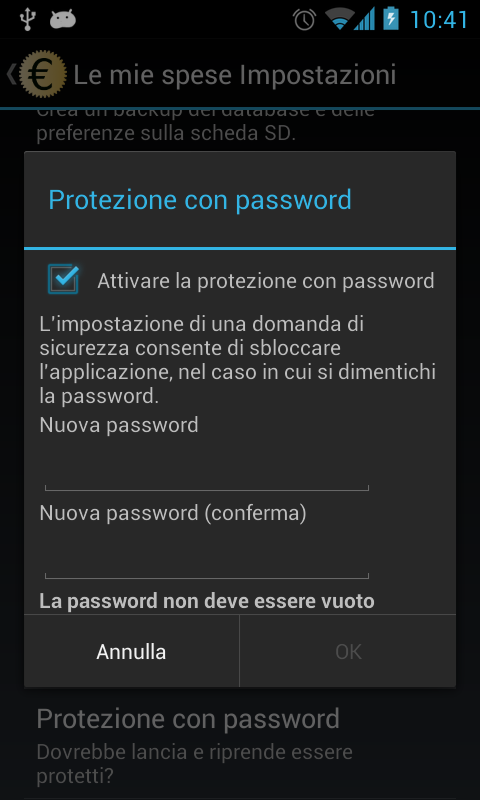 10:41
Le mie spese Impostazioni
Crea un backup del database e delle
preferenze sulla scheda SD.
Protezione con password
Attivare la protezione con password
L'impostazione di una domanda di
sicurezza consente di sbloccare
l'applicazione, nel caso in cui si dimentichi
la password.
Nuova password
Nuova password (conferma)
La password non deve essere vuoto
Annulla
OK
Protezione con password
Dovrebbe lancia e riprende essere
protetti?